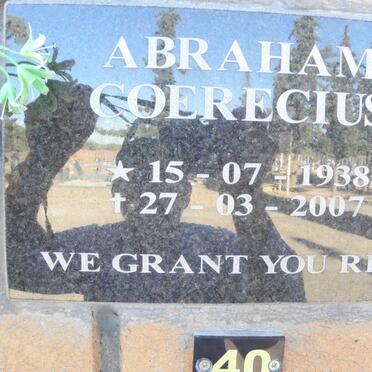 ABRAHAM
COERECIUS
★ 15 - 07 - 1938
✝ 27 - 03 - 2007
WE GRANT YOU
40